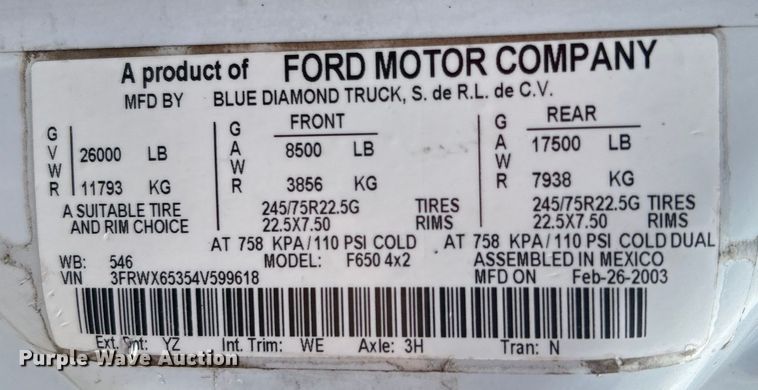 A product of FORD MOTOR COMPANY
MFD BY BLUE DIAMOND TRUCK, S. de R.L. de C.V.
GVWR 26000 LB 11793 KG
FRONT
GAWR 8500 LB 3856 KG
REAR
GAWR 17500 LB 7938 KG
A SUITABLE TIRE 245/75R22.5G TIRES 245/75R22.5G TIRES
AND RIM CHOICE 22.5X7.50 RIMS 22.5X7.50 RIMS
AT 758 KPA/110 PSI COLD AT 758 KPA/110 PSI COLD DUAL
WB: 546 MODEL: F650 4x2 ASSEMBLED IN MEXICO
VIN 3FRWX65354V599618 MFD ON Feb-26-2003
Ext. Pnt: YZ Int. Trim: WE Axle: 3H Tran: N
Purple Wave Auction